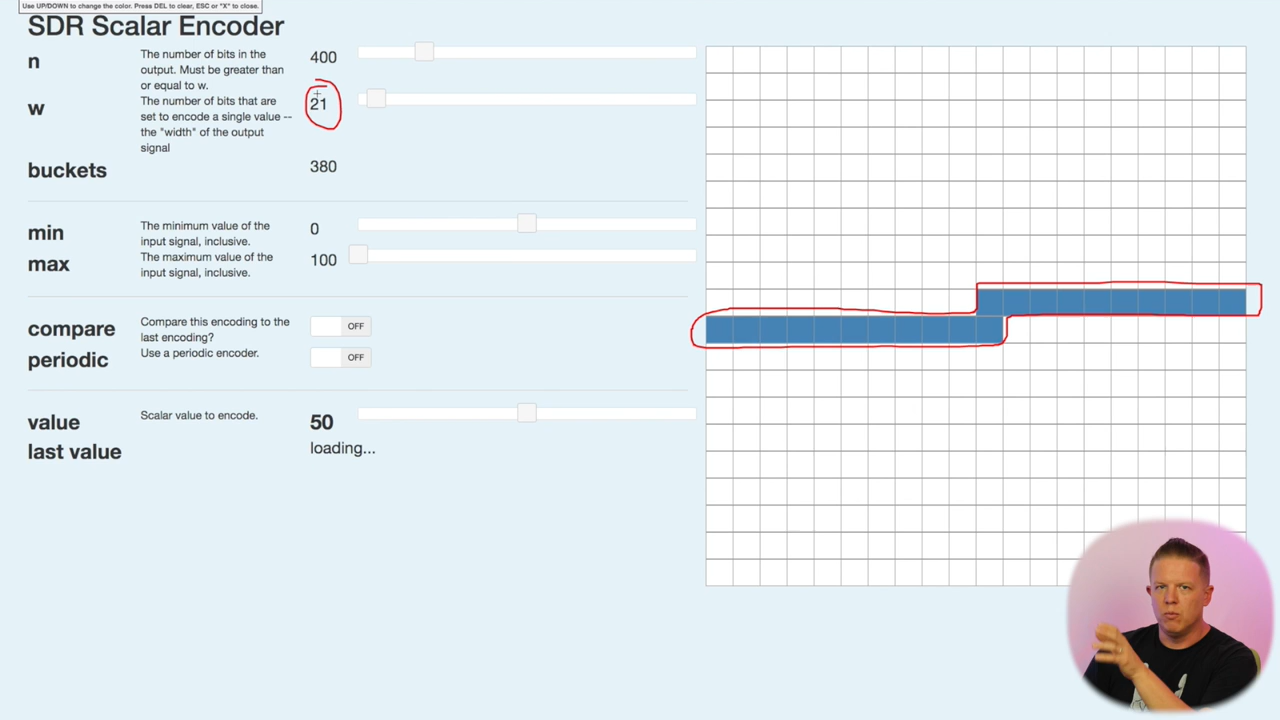 Use UP/DOWN to change the color. Press DEL to clear, ESC or "X" to close.
SDR Scalar Encoder
n
The number of bits in the
output. Must be greater than
or equal to w.
400
w
The number of bits that are
set to encode a single value --
the "width" of the output
signal
21
buckets
380
min
The minimum value of the
input signal, inclusive.
0
max
The maximum value of the
input signal, inclusive.
100
compare
Compare this encoding to the
last encoding?
OFF
periodic
Use a periodic encoder.
OFF
value
Scalar value to encode.
50
last value
loading...